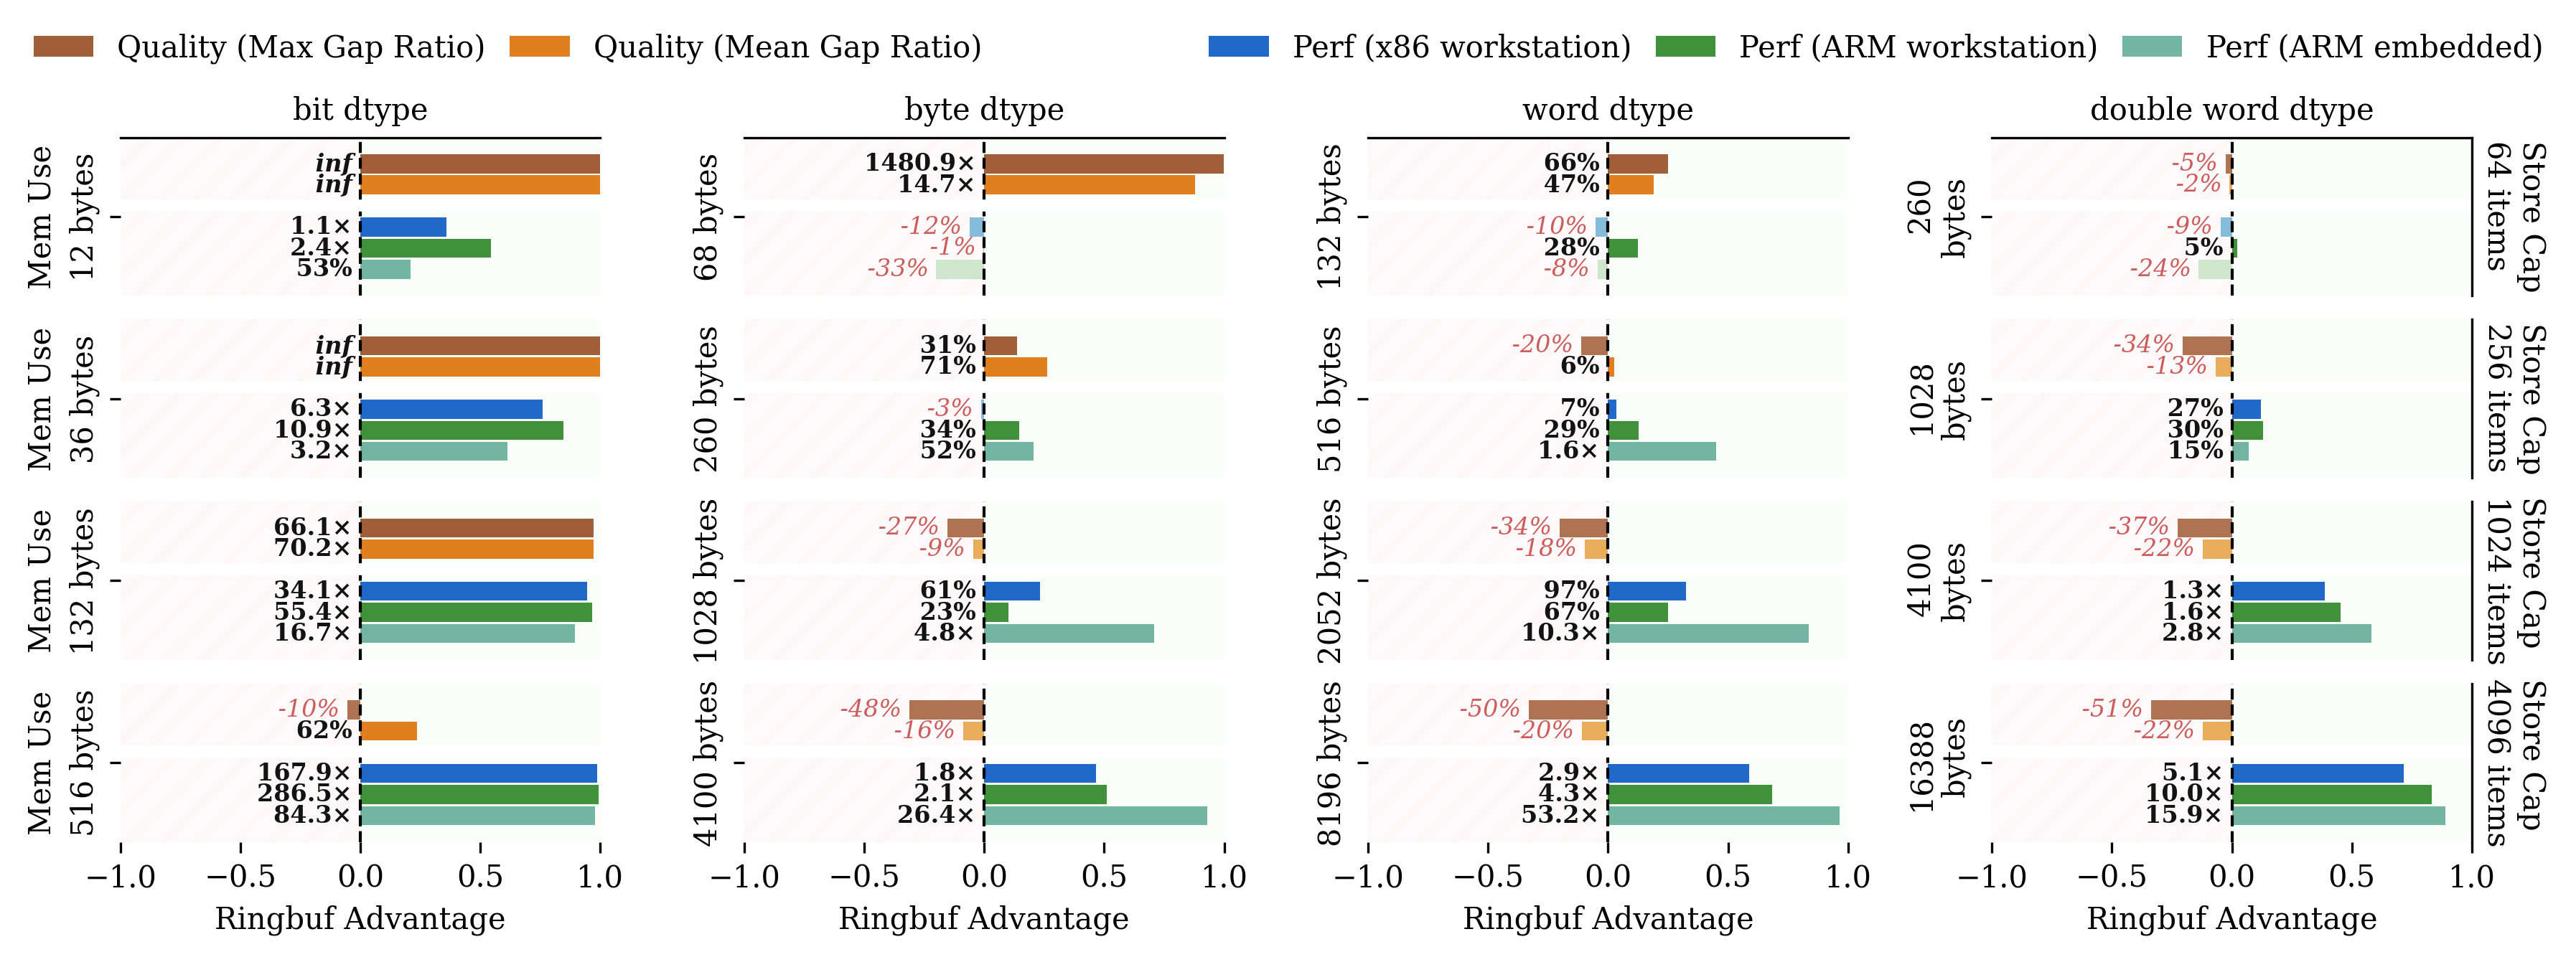 Quality (Max Gap Ratio) Quality (Mean Gap Ratio) Perf (x86 workstation) Perf (ARM workstation) Perf (ARM embedded)
bit dtype byte dtype word dtype double word dtype
Mem Use
12 bytes
inf
inf
1.1×
2.4×
53%
68 bytes
1480.9×
14.7×
-12%
-1%
-33%
132 bytes
66%
47%
-10%
28%
-8%
260
bytes
-5%
-2%
-9%
5%
-24%
Store Cap
64 items
Mem Use
36 bytes
inf
inf
6.3×
10.9×
3.2×
260 bytes
31%
71%
-3%
34%
52%
516 bytes
-20%
6%
7%
29%
1.6×
1028
bytes
-34%
-13%
27%
30%
15%
Store Cap
256 items
Mem Use
132 bytes
66.1×
70.2×
34.1×
55.4×
16.7×
1028 bytes
-27%
-9%
61%
23%
4.8×
2052 bytes
-34%
-18%
97%
67%
10.3×
4100
bytes
-37%
-22%
1.3×
1.6×
2.8×
Store Cap
1024 items
Mem Use
516 bytes
-10%
62%
167.9×
286.5×
84.3×
4100 bytes
-48%
-16%
1.8×
2.1×
26.4×
8196 bytes
-50%
-20%
2.9×
4.3×
53.2×
16388
bytes
-51%
-22%
5.1×
10.0×
15.9×
Store Cap
4096 items
−1.0 −0.5 0.0 0.5 1.0 −1.0 −0.5 0.0 0.5 1.0 −1.0 −0.5 0.0 0.5 1.0 −1.0 −0.5 0.0 0.5 1.0
Ringbuf Advantage Ringbuf Advantage Ringbuf Advantage Ringbuf Advantage